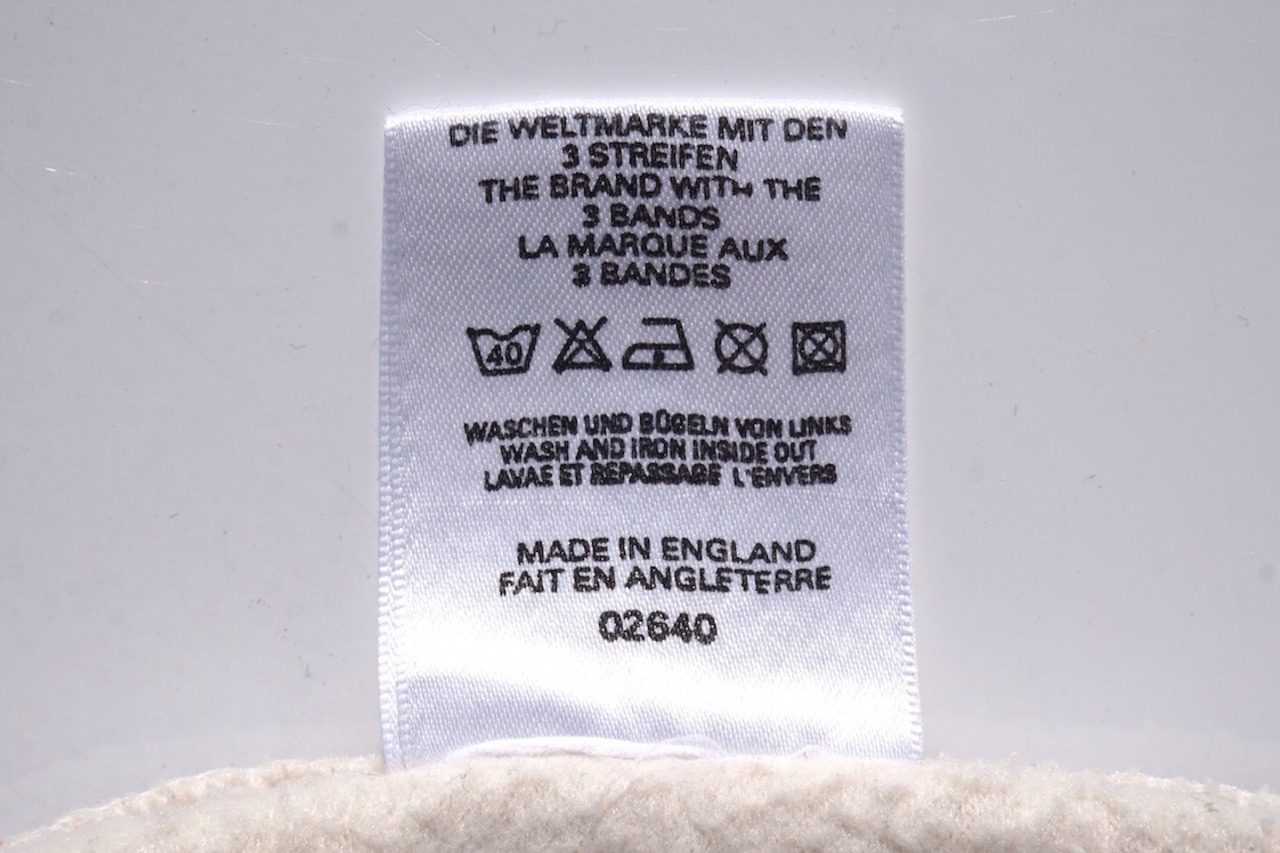 DIE WELTMARKE MIT DEN
3 STREIFEN
THE BRAND WITH THE
3 BANDS
LA MARQUE AUX
3 BANDES
40
WASCHEN UND BÜGELN VON LINKS
WASH AND IRON INSIDE OUT
LAVAE ET REPASSAGE L'ENVERS
MADE IN ENGLAND
FAIT EN ANGLETERRE
02640